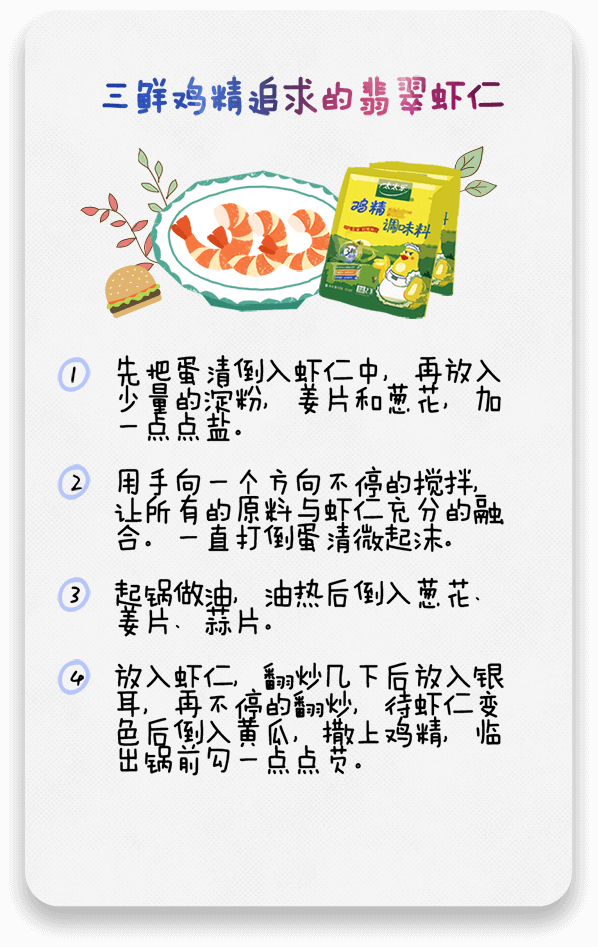 三鲜鸡精追求的翡翠虾仁
太太乐
鸡精
调味料
1
先把蛋清倒入虾仁中, 再放入
少量的淀粉, 姜片和葱花, 加
一点点盐。
2
用手向一个方向不停的搅拌,
让所有的原料与虾仁充分的融
合。 一直打倒蛋清微起沫。
3
起锅做油, 油热后倒入葱花、
姜片、蒜片。
4
放入虾仁, 翻炒几下后放入银
耳, 再不停的翻炒, 待虾仁变
色后倒入黄瓜, 撒上鸡精, 临
出锅前勾一点点芡。